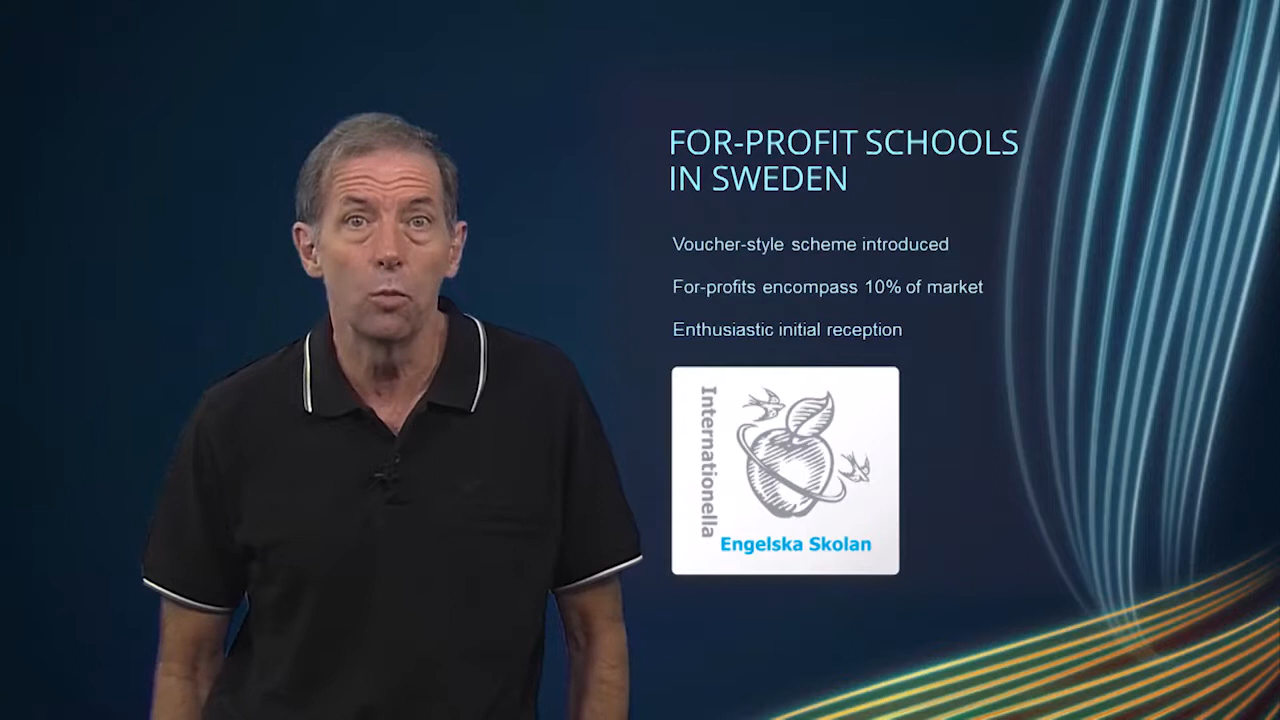 FOR-PROFIT SCHOOLS
IN SWEDEN
Voucher-style scheme introduced
For-profits encompass 10% of market
Enthusiastic initial reception
Internationella
Engelska Skolan